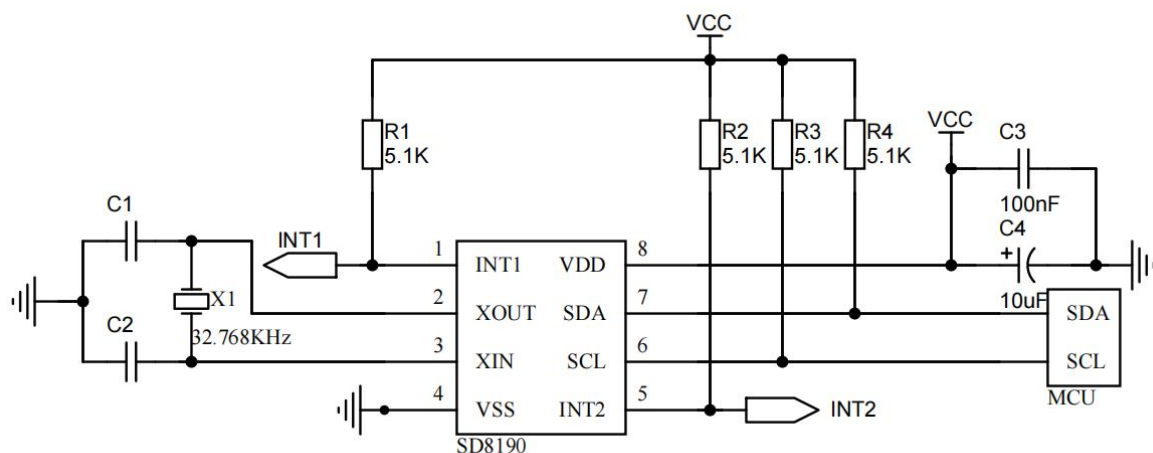 VCC
R1
5.1K
R2
5.1K
R3
5.1K
R4
5.1K
VCC
C3
100nF
C4
+
10uF
C1
C2
X1
32.768KHz
INT1
1
2
3
4
INT1
XOUT
XIN
VSS
VDD
SDA
SCL
INT2
8
7
6
5
SD8190
INT2
SDA
SCL
MCU